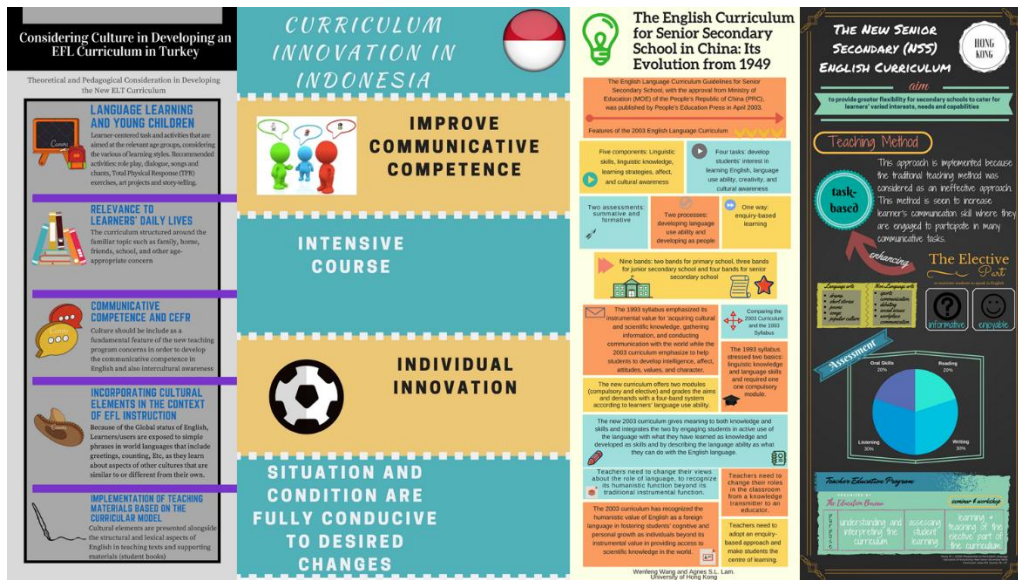 Considering Culture in Developing an
EFL Curriculum in Turkey
Theoretical and Pedagogical Consideration in Developing
the New ELT Curriculum
LANGUAGE LEARNING
AND YOUNG CHILDREN
Learner-centered task and activities that are
aimed at the relevant age groups, considering
the various of learning styles. Recommended
activities: role play, dialogue, songs and
chants, Total Physical Response (TPR)
exercises, art projects and story-telling.
RELEVANCE TO
LEARNERS' DAILY LIVES
The curriculum structured around the
familiar topic such as family, home,
friends, school, and other age-
appropriate concern
COMMUNICATIVE
COMPETENCE AND CEFR
Culture should be include as a
fundamental feature of the new teaching
program concerns in order to develop
the communicative competence in
English and also intercultural awareness
INCORPORATING CULTURAL
ELEMENTS IN THE CONTEXT
OF EFL INSTRUCTION
Because of the Global status of English,
Learners/users are exposed to simple
phrases in world languages that include
greetings, counting, Etc, as they learn
about aspects of other cultures that are
similar to or different from their own.
IMPLEMENTATION OF TEACHING
MATERIALS BASED ON THE
CURRICULAR MODEL
Cultural elements are presented alongside
the structural and lexical aspects of
English in teaching texts and supporting
materials (student books)
CURRICULUM
INNOVATION IN
INDONESIA
IMPROVE
COMMUNICATIVE
COMPETENCE
INTENSIVE
COURSE
INDIVIDUAL
INNOVATION
SITUATION AND
CONDITION ARE
FULLY CONDUCIVE
TO DESIRED
CHANGES
The English Curriculum
for Senior Secondary
School in China: Its
Evolution from 1949
The English Language Curriculum Guidelines for Senior
Secondary School, with the approval from Ministry of
Education (MOE) of the People's Republic of China (PRC),
was published by People's Education Press in April 2003.
Features of the 2003 English Language Curriculum
Five components: Linguistic
skills, linguistic knowledge,
learning strategies, affect,
and cultural awareness
Four tasks: develop
students' interest in
learning English, language
use ability, creativity, and
cultural awareness
Two assessments:
summative and
formative
Two processes:
developing language
use ability and
developing as people
One way:
enquiry-based
learning
Nine bands: two bands for primary school, three bands
for junior secondary school and four bands for senior
secondary school
The 1993 syllabus emphasized its
instrumental value for acquiring cultural
and scientific knowledge, gathering
information, and conducting
communication with the world while the
2003 curriculum emphasize to help
students to develop intelligence, affect,
attitudes, values, and character.
Comparing the
2003 Curriculum
and the 1993
Syllabus
The 1993 syllabus
stressed two basics:
linguistic knowledge
and language skills
and required one
one compulsory
module.
The new curriculum offers two modules
(compulsory and elective) and grades the aims
and demands with a four-band system
according to learners' language use ability.
The new 2003 curriculum gives meaning to both knowledge and
skills and integrates the two by engaging students in active use of
the language with what they have learned as knowledge and
developed as skills and by describing the language ability as what
they can do with the English language.
Teachers need to change their views
about the role of language, to recognize
its humanistic function beyond its
traditional instrumental function.
Teachers need to
change their roles
in the classroom
from a knowledge
transmitter to an
educator.
The 2003 curriculum has recognized the
humanistic value of English as a foreign
language in fostering students' cognitive and
personal growth as individuals beyond its
instrumental value in providing access to
scientific knowledge in the world.
Teachers need to
adopt an enquiry-
based approach and
make students the
centre of learning.
Wenfeng Wang and Agnes S.L. Lam.
University of Hong Kong
THE NEW SENIOR
SECONDARY (NSS)
ENGLISH CURRICULUM
HONG
KONG
aim
to provide greater flexibility for secondary schools to cater for
learners' varied interests, needs and capabilities
Teaching Method
task-
based
This approach is implemented because
the traditional teaching method was
considered as an ineffective approach.
This method is seen to increase
learner's communication skill where they
are engaged to participate in many
communicative tasks.
enhancing
The Elective
Part
Language arts
drama
short stories
poems
songs
popular culture
Non-Language arts
sports
communication
debating
social issues
workplace
communication
informative
enjoyable
Assessment
Oral Skills
20%
Reading
20%
Listening
30%
Writing
30%
Teacher Education Program
The Education Bureau
seminar & workshop
understanding and
interpreting the
curriculum
assessing
student
learning
learning &
teaching of the
elective part of
the curriculum